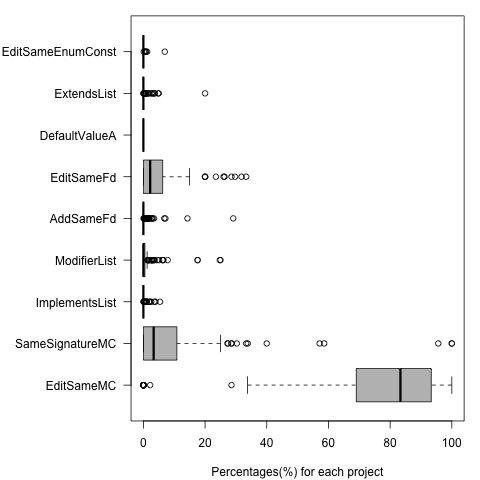 EditSameEnumConst
ExtendsList
DefaultValueA
EditSameFd
AddSameFd
ModifierList
ImplementsList
SameSignatureMC
EditSameMC
0 20 40 60 80 100
Percentages(%) for each project